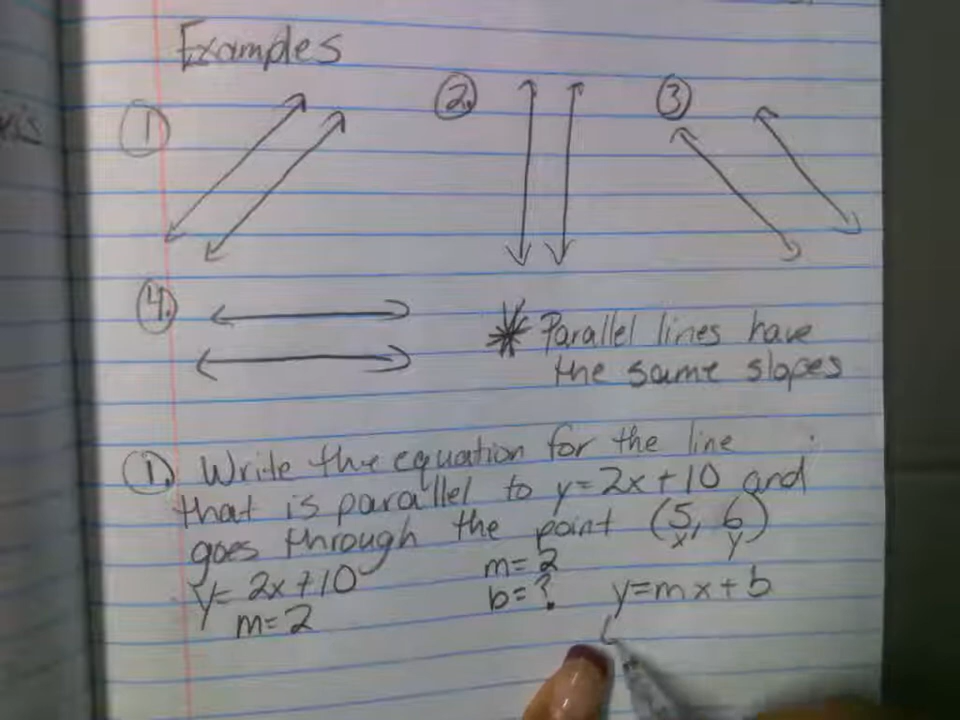 Examples
1
2.
3
4.
* Parallel lines have
the same slopes
1. Write the equation for the line
that is parallel to y=2x+10 and
goes through the point (5, 6)
x y
y=2x+10
m=2
m=2
b=?
y=mx+b